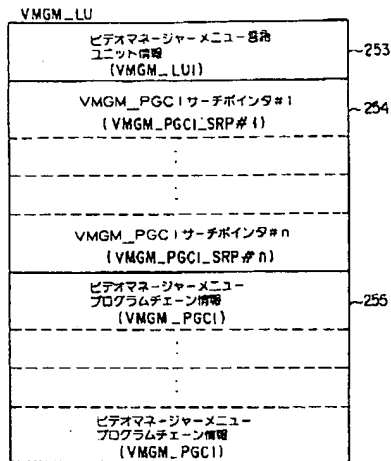 VMGM_LU
ビデオマネージャーメニュー言語
ユニット情報
(VMGM_LUI)
253
VMGM_PGCIサーチポインタ#1
(VMGM_PGCI_SRP#1)
254
VMGM_PGCIサーチポインタ#n
(VMGM_PGCI_SRP#n)
ビデオマネージャーメニュー
プログラムチェーン情報
(VMGM_PGCI)
255
ビデオマネージャーメニュー
プログラムチェーン情報
(VMGM_PGCI)